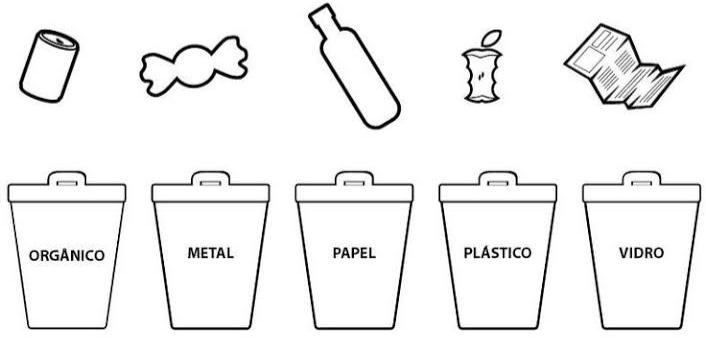 ORGÂNICO
METAL
PAPEL
PLÁSTICO
VIDRO